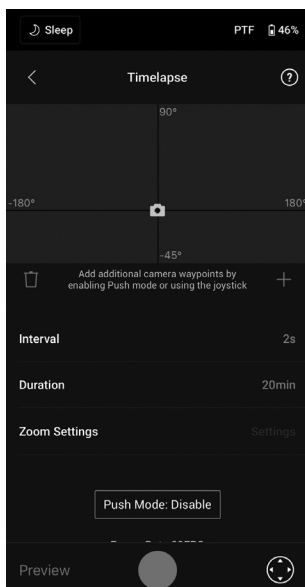 Sleep PTF 46%
Timelapse
90°
-180° 180°
-45°
Add additional camera waypoints by
enabling Push mode or using the joystick
Interval 2s
Duration 20min
Zoom Settings Settings
Push Mode: Disable
Preview